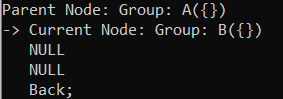 Parent Node: Group: A({})
-> Current Node: Group: B({})
NULL
NULL
Back;